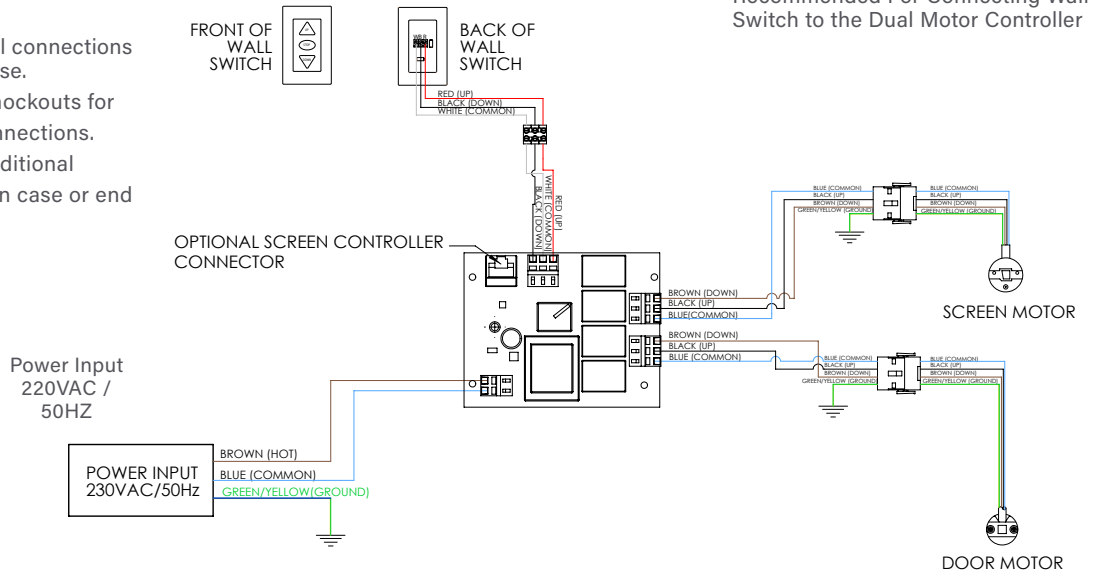 Recommended For Connecting Wall
Switch to the Dual Motor Controller
l connections
se.
nockouts for
nnections.
ditional
n case or end
FRONT OF
WALL
SWITCH
BACK OF
WALL
SWITCH
WB R
RED (UP)
BLACK (DOWN)
WHITE (COMMON)
RED (UP)
WHITE (COMMON)
BLACK (DOWN)
OPTIONAL SCREEN CONTROLLER
CONNECTOR
BROWN (DOWN)
BLACK (UP)
BLUE(COMMON)
BROWN (DOWN)
BLACK (UP)
BLUE (COMMON)
BLUE (COMMON)
BLACK (UP)
BROWN (DOWN)
GREEN/YELLOW (GROUND)
BLUE (COMMON)
BLACK (UP)
BROWN (DOWN)
GREEN/YELLOW (GROUND)
SCREEN MOTOR
BLUE (COMMON)
BLACK (UP)
BROWN (DOWN)
GREEN/YELLOW (GROUND)
BLUE (COMMON)
BLACK (UP)
BROWN (DOWN)
GREEN/YELLOW (GROUND)
DOOR MOTOR
Power Input
220VAC /
50HZ
POWER INPUT
230VAC/50Hz
BROWN (HOT)
BLUE (COMMON)
GREEN/YELLOW(GROUND)